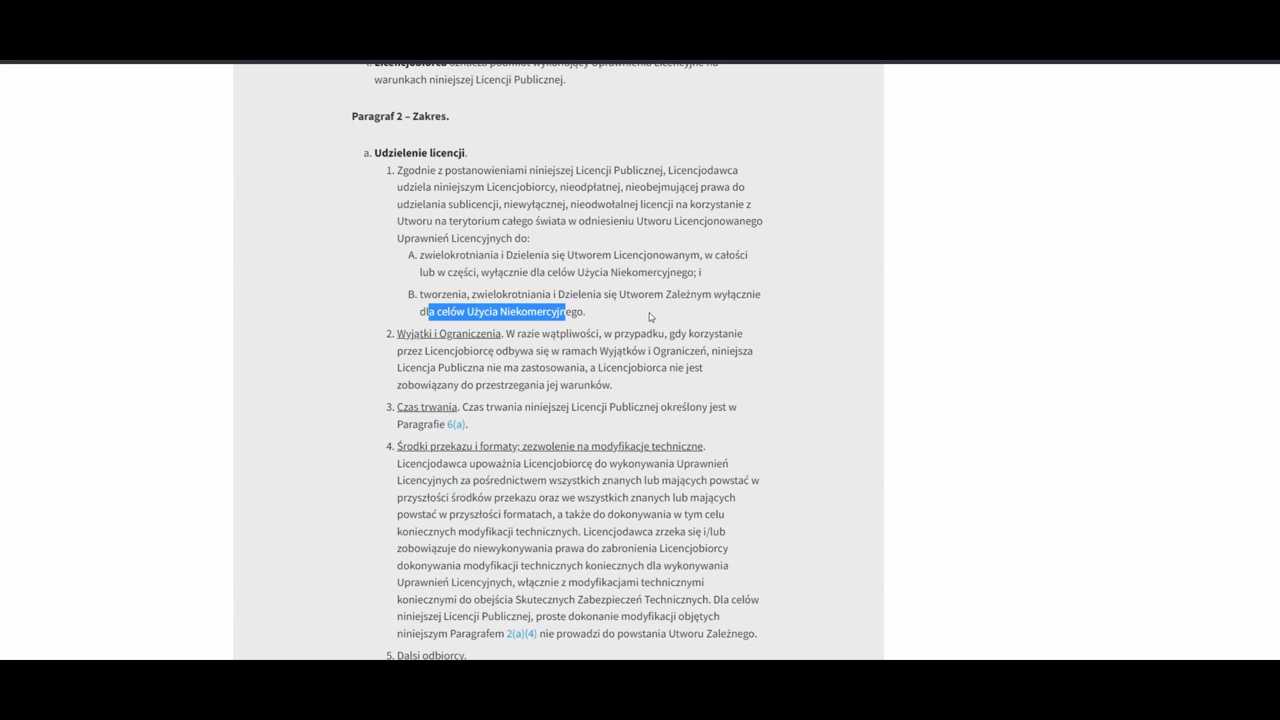 i. Licencjobiorca oznacza podmiot wykonujący Uprawnienia Licencyjne na
warunkach niniejszej Licencji Publicznej.
Paragraf 2 – Zakres.
a. Udzielenie licencji.
1. Zgodnie z postanowieniami niniejszej Licencji Publicznej, Licencjodawca
udziela niniejszym Licencjobiorcy, nieodpłatnej, nieobejmującej prawa do
udzielania sublicencji, niewyłącznej, nieodwołalnej licencji na korzystanie z
Utworu na terytorium całego świata w odniesieniu Utworu Licencjonowanego
Uprawnień Licencyjnych do:
A. zwielokrotniania i Dzielenia się Utworem Licencjonowanym, w całości
lub w części, wyłącznie dla celów Użycia Niekomercyjnego; i
B. tworzenia, zwielokrotniania i Dzielenia się Utworem Zależnym wyłącznie
dla celów Użycia Niekomercyjnego.
2. Wyjątki i Ograniczenia. W razie wątpliwości, w przypadku, gdy korzystanie
przez Licencjobiorcę odbywa się w ramach Wyjątków i Ograniczeń, niniejsza
Licencja Publiczna nie ma zastosowania, a Licencjobiorca nie jest
zobowiązany do przestrzegania jej warunków.
3. Czas trwania. Czas trwania niniejszej Licencji Publicznej określony jest w
Paragrafie 6(a).
4. Środki przekazu i formaty; zezwolenie na modyfikacje techniczne.
Licencjodawca upoważnia Licencjobiorcę do wykonywania Uprawnień
Licencyjnych za pośrednictwem wszystkich znanych lub mających powstać w
przyszłości środków przekazu oraz we wszystkich znanych lub mających
powstać w przyszłości formatach, a także do dokonywania w tym celu
koniecznych modyfikacji technicznych. Licencjodawca zrzeka się i/lub
zobowiązuje do niewykonywania prawa do zabronienia Licencjobiorcy
dokonywania modyfikacji technicznych koniecznych dla wykonywania
Uprawnień Licencyjnych, włącznie z modyfikacjami technicznymi
koniecznymi do obejścia Skutecznych Zabezpieczeń Technicznych. Dla celów
niniejszej Licencji Publicznej, proste dokonanie modyfikacji objętych
niniejszym Paragrafem 2(a)(4) nie prowadzi do powstania Utworu Zależnego.
5. Dalsi odbiorcy.